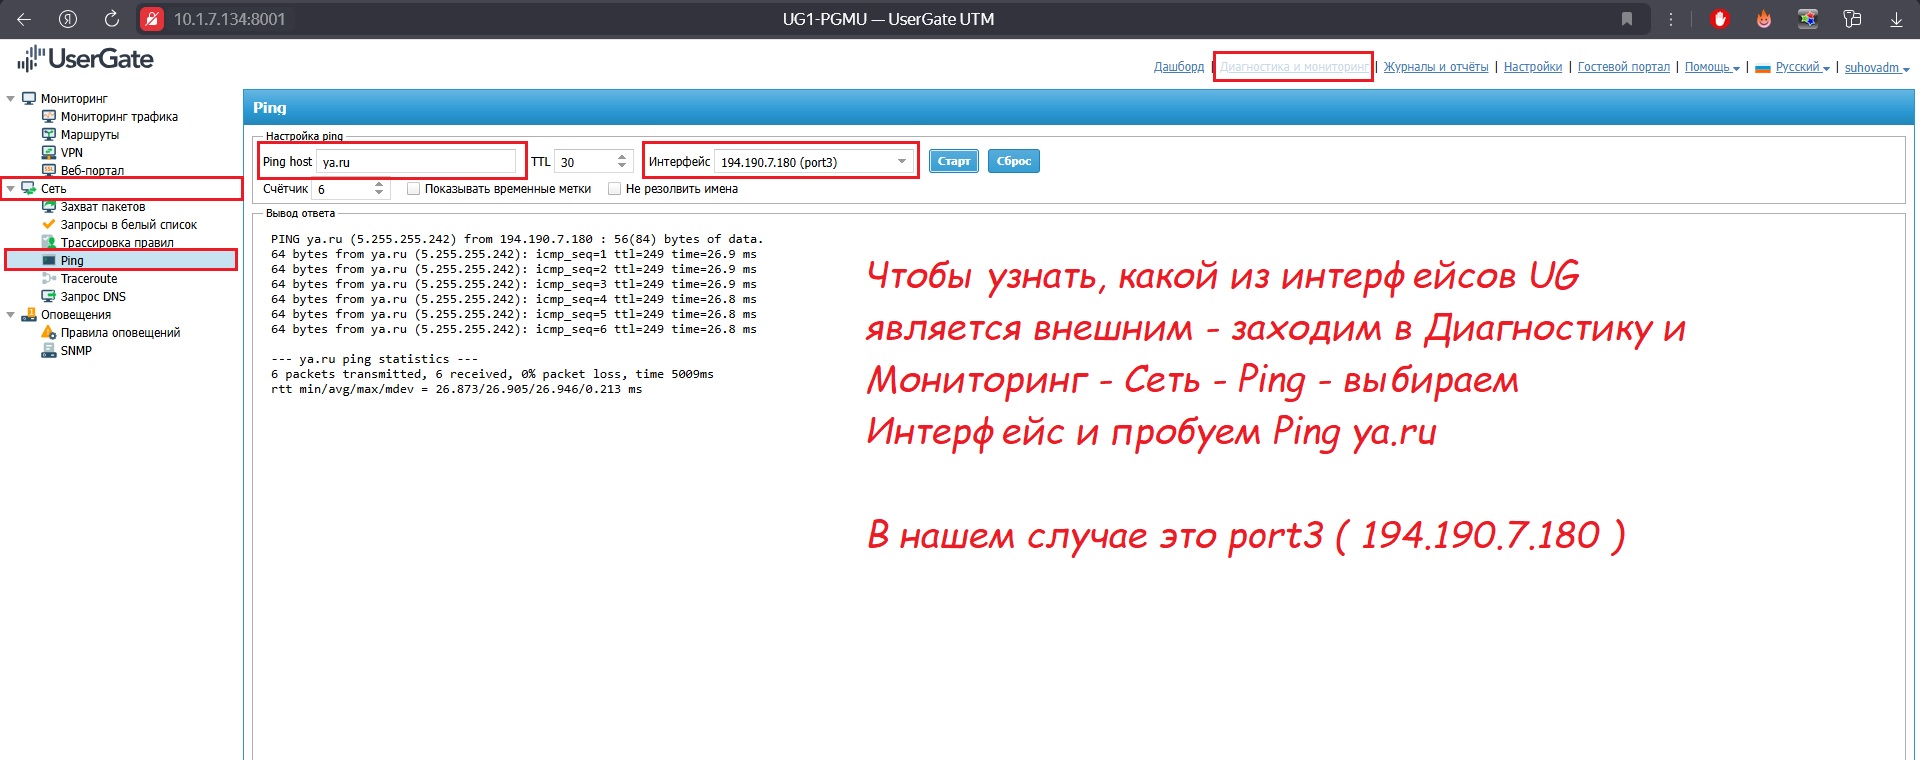 10.1.7.134:8001
UG1-PGMU — UserGate UTM
UserGate
Дашборд | Диагностика и мониторинг | Журналы и отчёты | Настройки | Гостевой портал | Помощь | Русский | suhovadm
Мониторинг
Мониторинг трафика
Маршруты
VPN
Веб-портал
Сеть
Захват пакетов
Запросы в белый список
Трассировка правил
Ping
Traceroute
Запрос DNS
Оповещения
Правила оповещений
SNMP
Ping
Настройка ping
Ping host ya.ru TTL 30 Интерфейс 194.190.7.180 (port3) Старт Сброс
Счётчик 6 Показывать временные метки Не резолвить имена
Вывод ответа
PING ya.ru (5.255.255.242) from 194.190.7.180 : 56(84) bytes of data.
64 bytes from ya.ru (5.255.255.242): icmp_seq=1 ttl=249 time=26.9 ms
64 bytes from ya.ru (5.255.255.242): icmp_seq=2 ttl=249 time=26.9 ms
64 bytes from ya.ru (5.255.255.242): icmp_seq=3 ttl=249 time=26.9 ms
64 bytes from ya.ru (5.255.255.242): icmp_seq=4 ttl=249 time=26.8 ms
64 bytes from ya.ru (5.255.255.242): icmp_seq=5 ttl=249 time=26.8 ms
64 bytes from ya.ru (5.255.255.242): icmp_seq=6 ttl=249 time=26.8 ms
--- ya.ru ping statistics ---
6 packets transmitted, 6 received, 0% packet loss, time 5009ms
rtt min/avg/max/mdev = 26.873/26.905/26.946/0.213 ms
Чтобы узнать, какой из интерфейсов UG
является внешним - заходим в Диагностику и
Мониторинг - Сеть - Ping - выбираем
Интерфейс и пробуем Ping ya.ru
В нашем случае это port3 ( 194.190.7.180 )